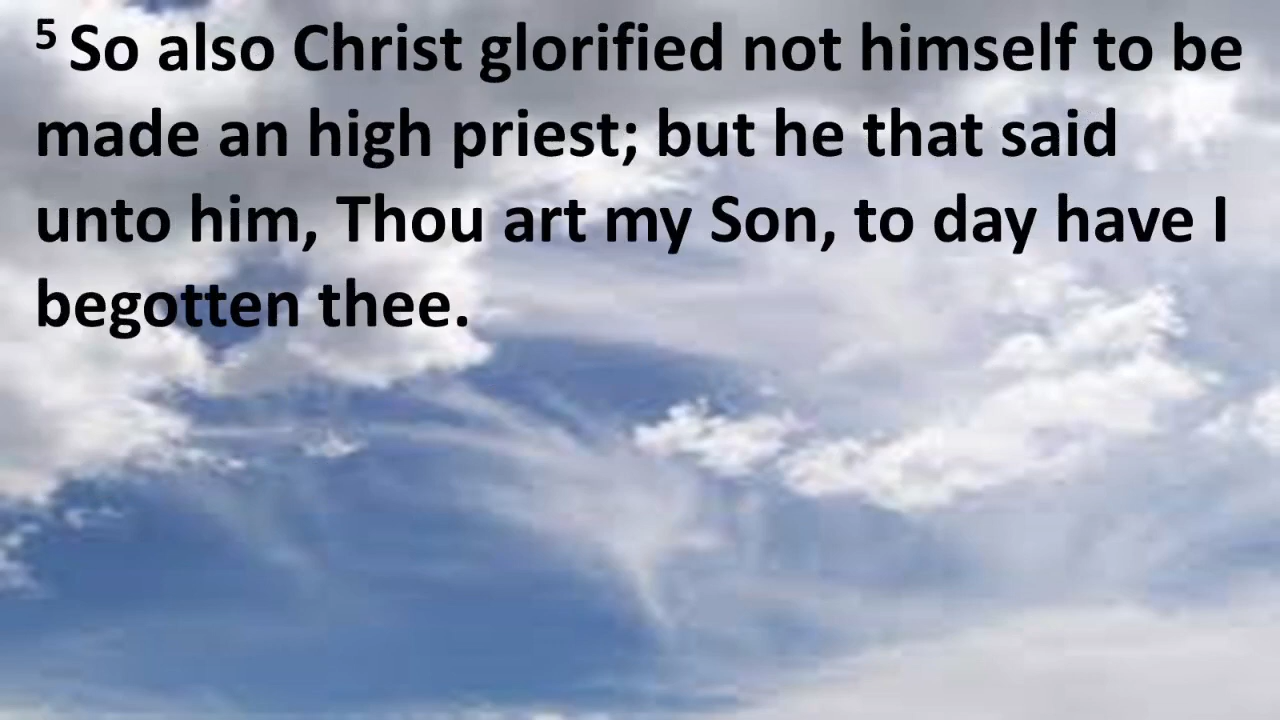 5 So also Christ glorified not himself to be
made an high priest; but he that said
unto him, Thou art my Son, to day have I
begotten thee.